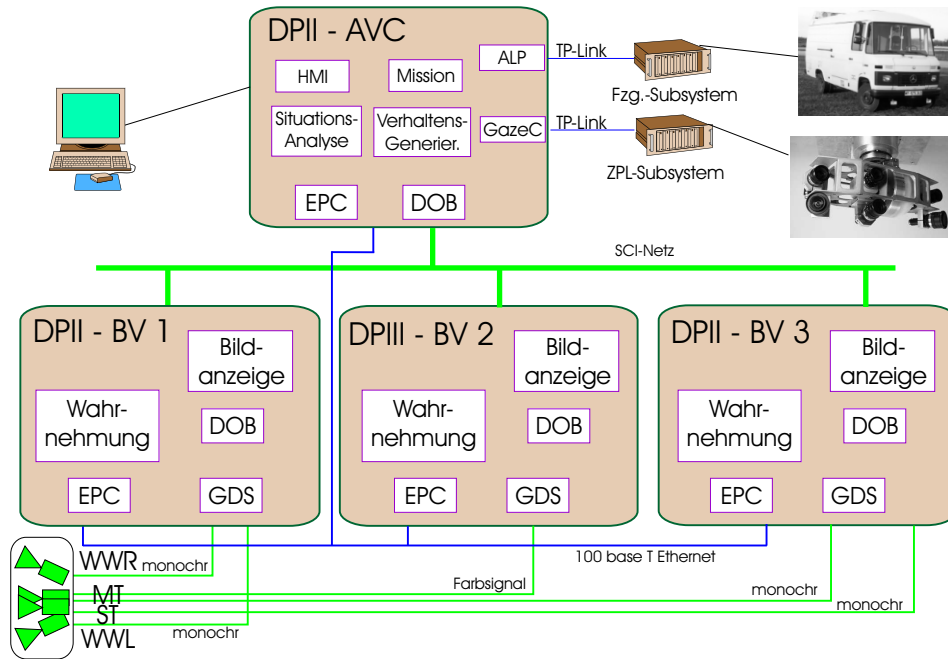 DPII - AVC
HMI
Mission
ALP
TP-Link
Fzg.-Subsystem
Situations-
Analyse
Verhaltens-
Generier.
GazeC
TP-Link
ZPL-Subsystem
EPC
DOB
SCI-Netz
DPII - BV 1
Bild-
anzeige
Wahr-
nehmung
DOB
EPC
GDS
DPIII - BV 2
Bild-
anzeige
Wahr-
nehmung
DOB
EPC
GDS
DPII - BV 3
Bild-
anzeige
Wahr-
nehmung
DOB
EPC
GDS
100 base T Ethernet
WWR
monochr
MT
Farbsignal
monochr
ST
monochr
WWL
monochr